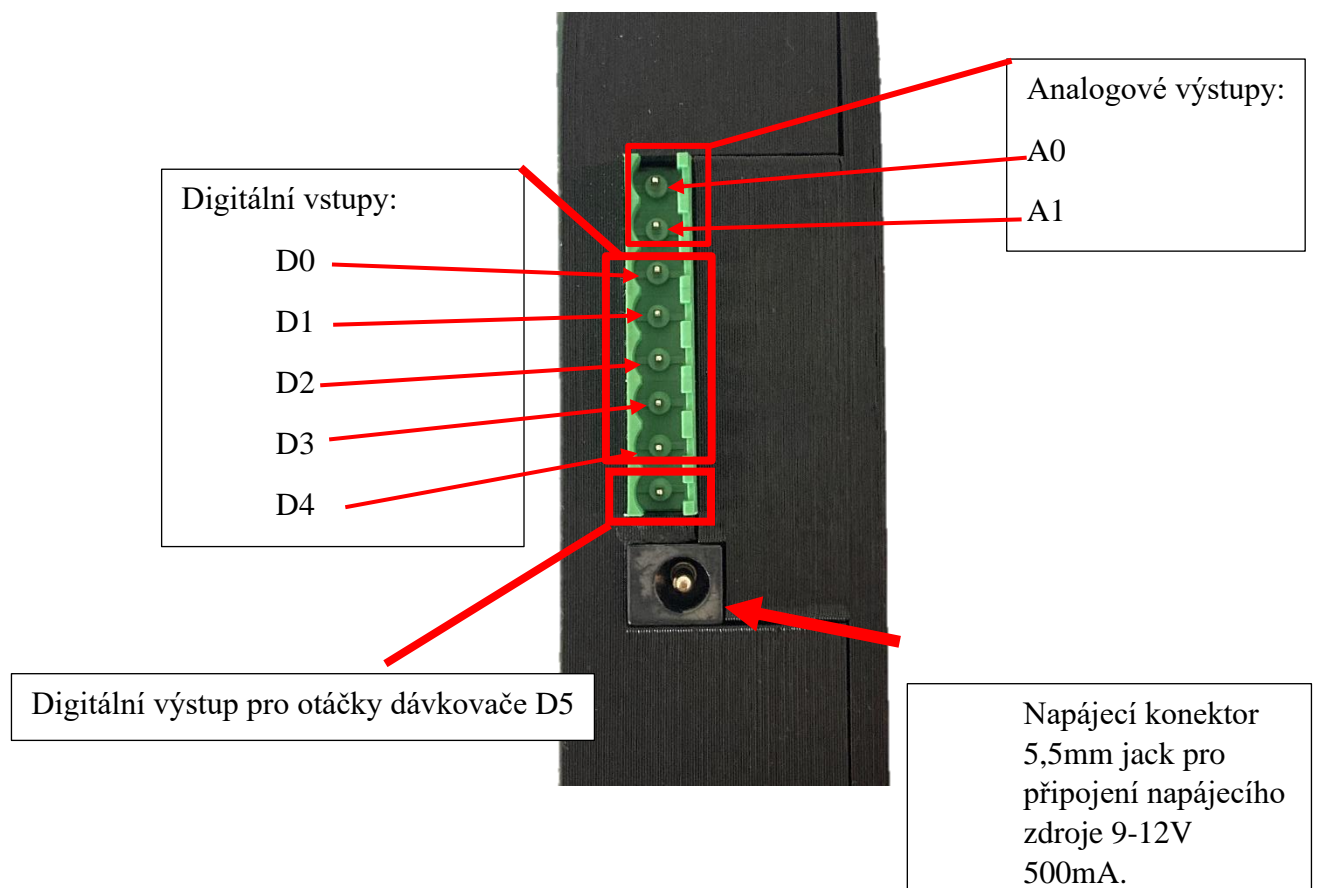 Analogové výstupy:
A0
A1
Digitální vstupy:
D0
D1
D2
D3
D4
Digitální výstup pro otáčky dávkovače D5
Napájecí konektor
5,5mm jack pro
připojení napájecího
zdroje 9-12V
500mA.